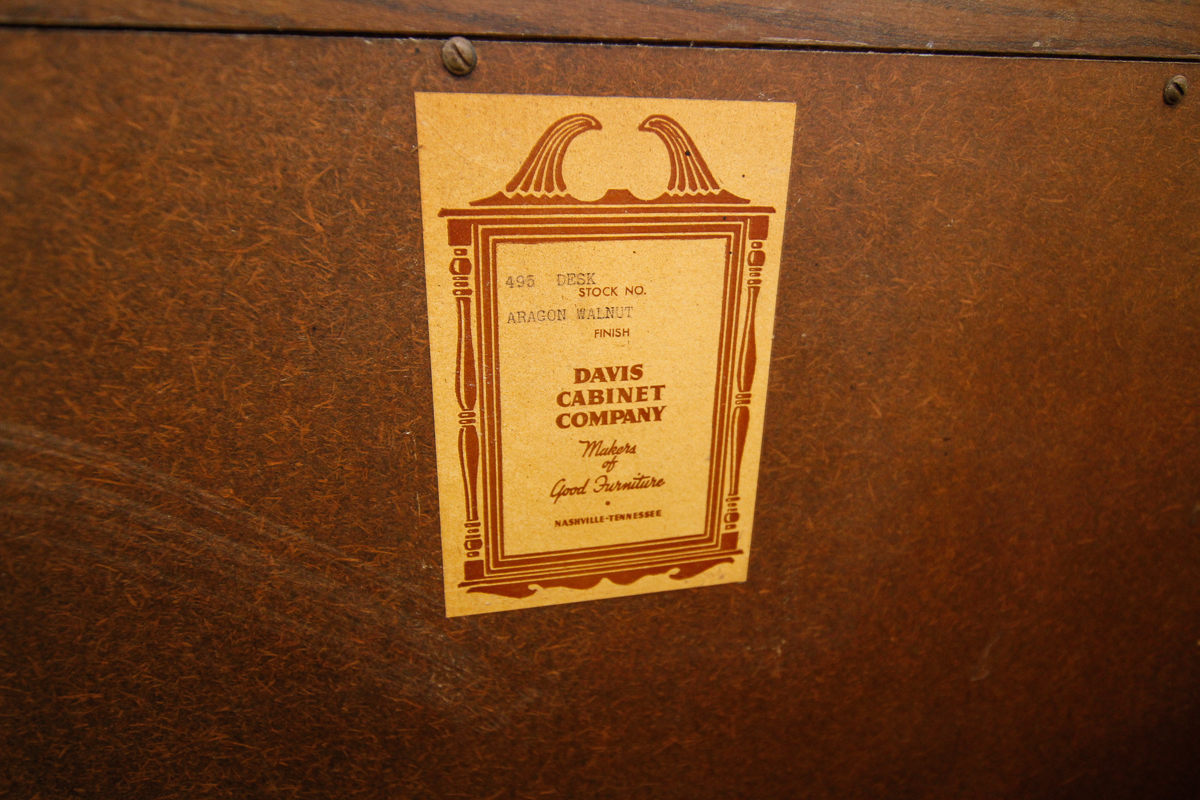 495 DESK
STOCK NO.
ARAGON WALNUT
FINISH
DAVIS
CABINET
COMPANY
Makers
of
Good Furniture
NASHVILLE-TENNESSEE